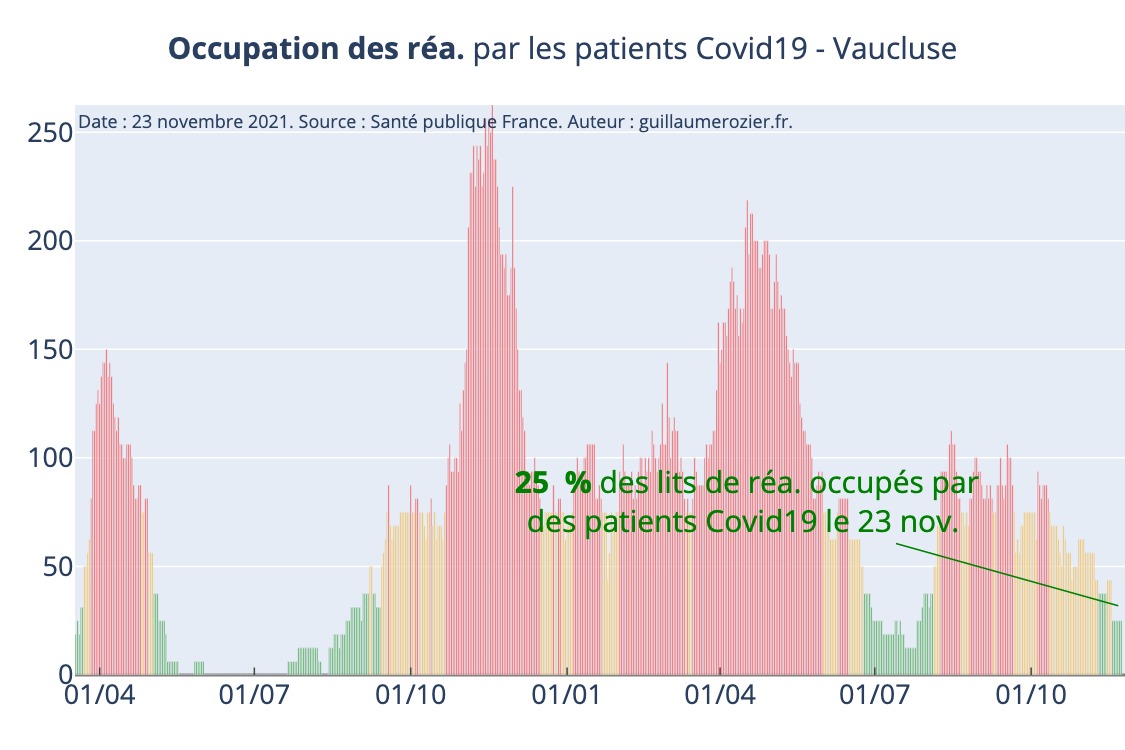 Occupation des réa. par les patients Covid19 - Vaucluse
Date : 23 novembre 2021. Source : Santé publique France. Auteur : guillaumerozier.fr.
250
200
150
100
50
0
25 % des lits de réa. occupés par
des patients Covid19 le 23 nov.
01/04 01/07 01/10 01/01 01/04 01/07 01/10